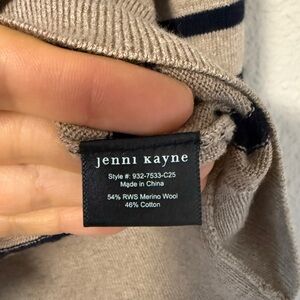 jenni kayne
Style #: 932-7533-C25
Made in China
54% RWS Merino Wool
46% Cotton